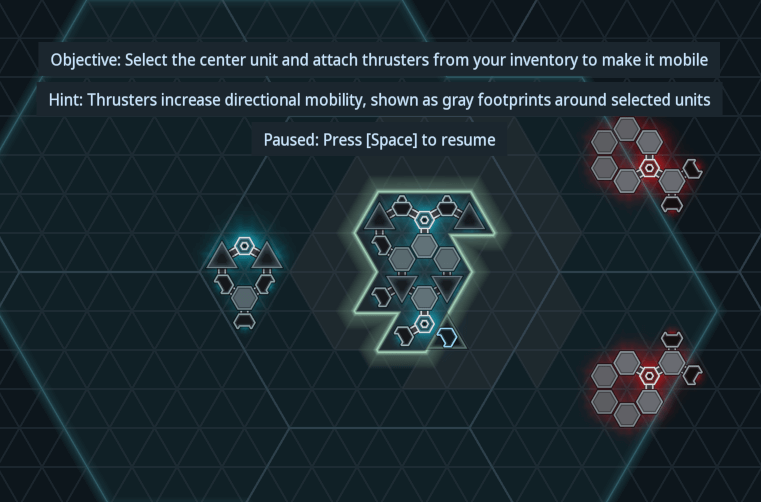 Objective: Select the center unit and attach thrusters from your inventory to make it mobile
Hint: Thrusters increase directional mobility, shown as gray footprints around selected units
Paused: Press [Space] to resume